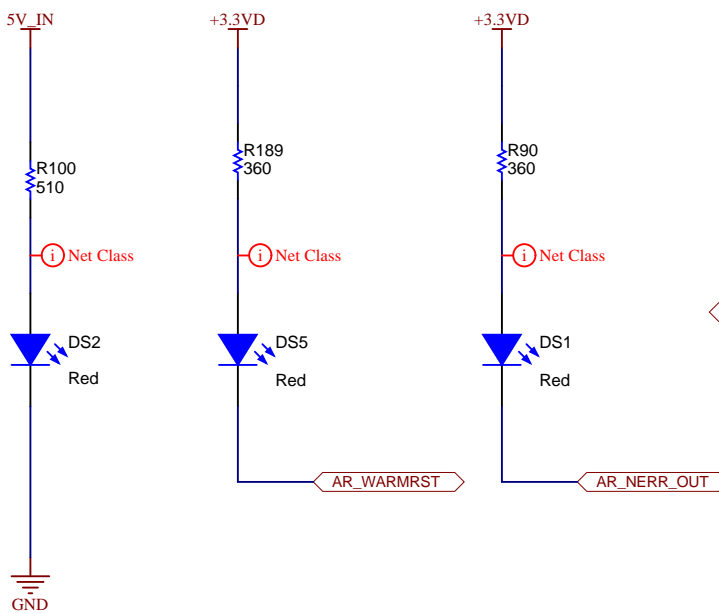 5V_IN
+3.3VD
+3.3VD
R100
510
R189
360
R90
360
i Net Class
i Net Class
i Net Class
DS2
Red
DS5
Red
DS1
Red
AR_WARMRST
AR_NERR_OUT
GND